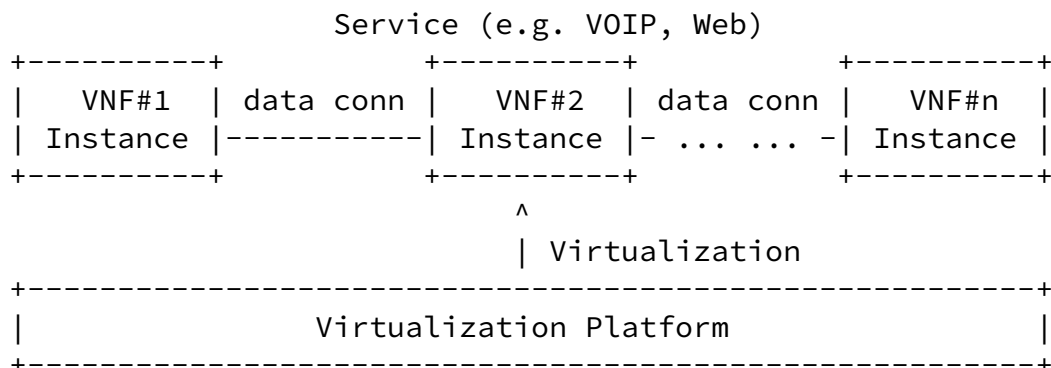 Service (e.g. VOIP, Web)
+----------+          +----------+          +----------+
|   VNF#1  | data conn |   VNF#2  | data conn |   VNF#n  |
| Instance |-----------| Instance |- ... ... -| Instance |
+----------+          +----------+          +----------+
^
| Virtualization
+------------------------------------------------------+
|               Virtualization Platform                |
+------------------------------------------------------+